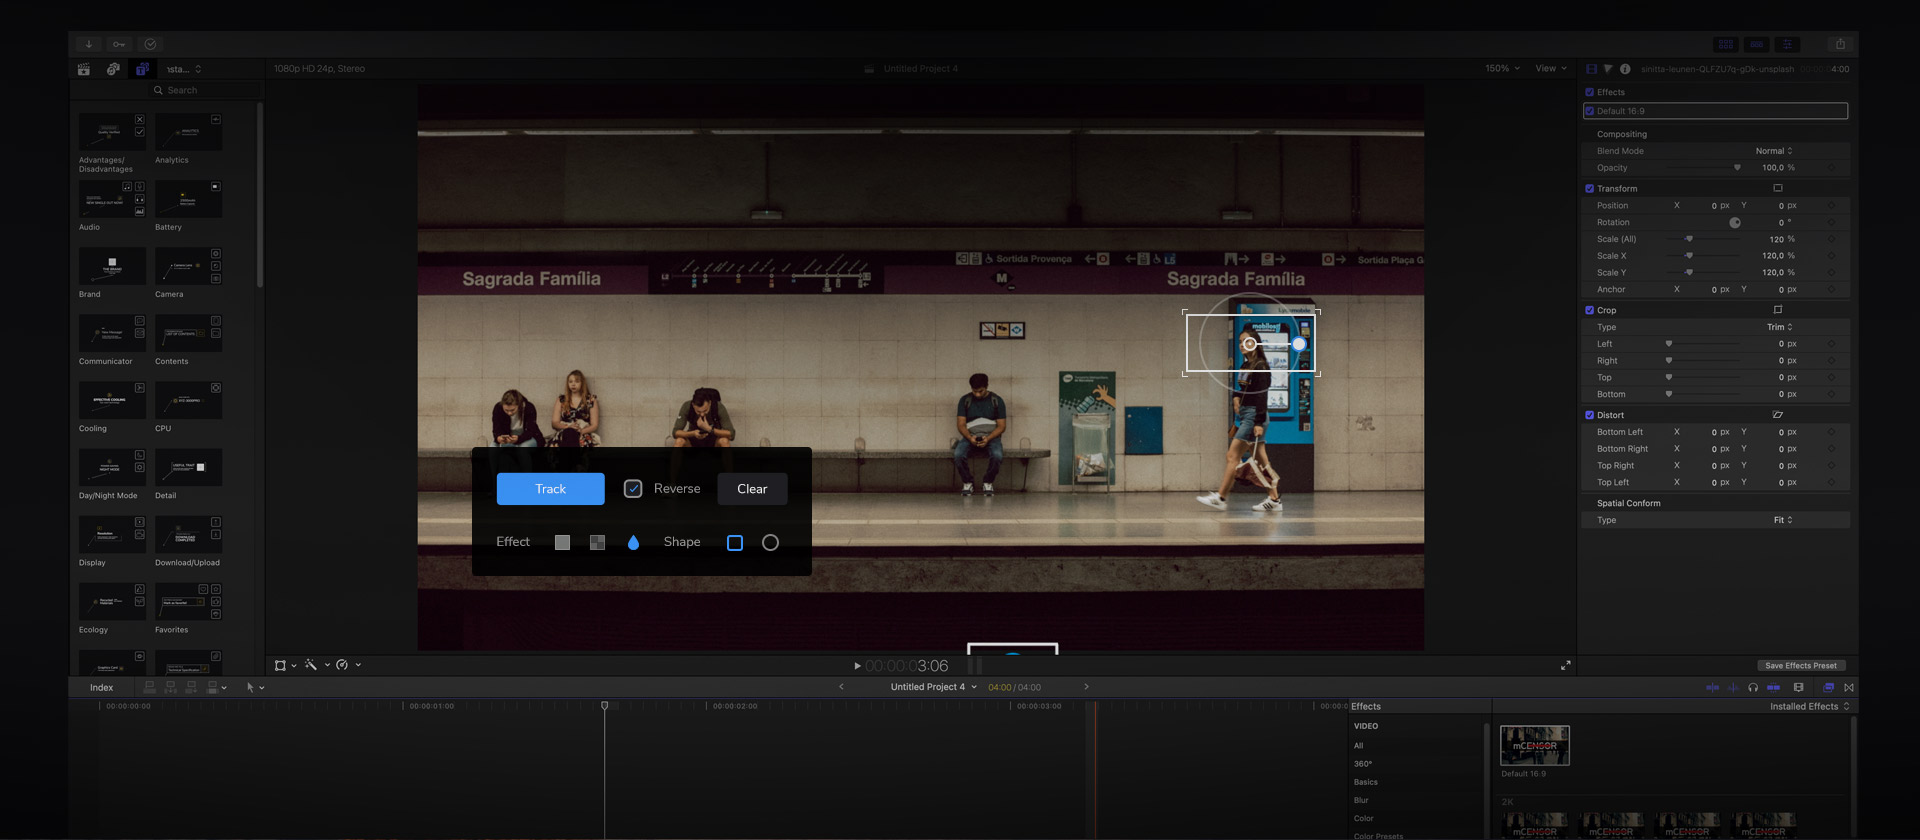 Insta...
1080p HD 24p, Stereo
Untitled Project 4
150%
View
sinitta-leunen-QLFZU7q-gDk-unsplash
4:00
Search
Advantages/
Disadvantages
Analytics
Audio
Battery
Brand
Camera
Communicator
Contents
Cooling
CPU
Day/Night Mode
Detail
Display
Download/Upload
Ecology
Favorites
Sortida Provença
Sortida Plaça G
Sagrada Família
M
Sagrada Família
mobilos
Track
Reverse
Clear
Effect
Shape
Effects
Default 16:9
Compositing
Blend Mode
Normal
Opacity
100,0 %
Transform
Position X 0 px Y 0 px
Rotation 0 °
Scale (All) 120 %
Scale X 120,0 %
Scale Y 120,0 %
Anchor X 0 px Y 0 px
Crop
Type Trim
Left 0 px
Right 0 px
Top 0 px
Bottom 0 px
Distort
Bottom Left X 0 px Y 0 px
Bottom Right X 0 px Y 0 px
Top Right X 0 px Y 0 px
Top Left X 0 px Y 0 px
Spatial Conform
Type Fit
00:00:03:06
Save Effects Preset
Index
Untitled Project 4
04:00 / 04:00
00:00:00:00
00:00:01:00
00:00:02:00
00:00:03:00
00:00:0
Effects
Installed Effects
VIDEO
All
360°
Basics
Blur
Color
Color Presets
mCENSOR
Default 16:9
2K
mCENSOR
mCENSOR
mCENSOR
mCENSOR